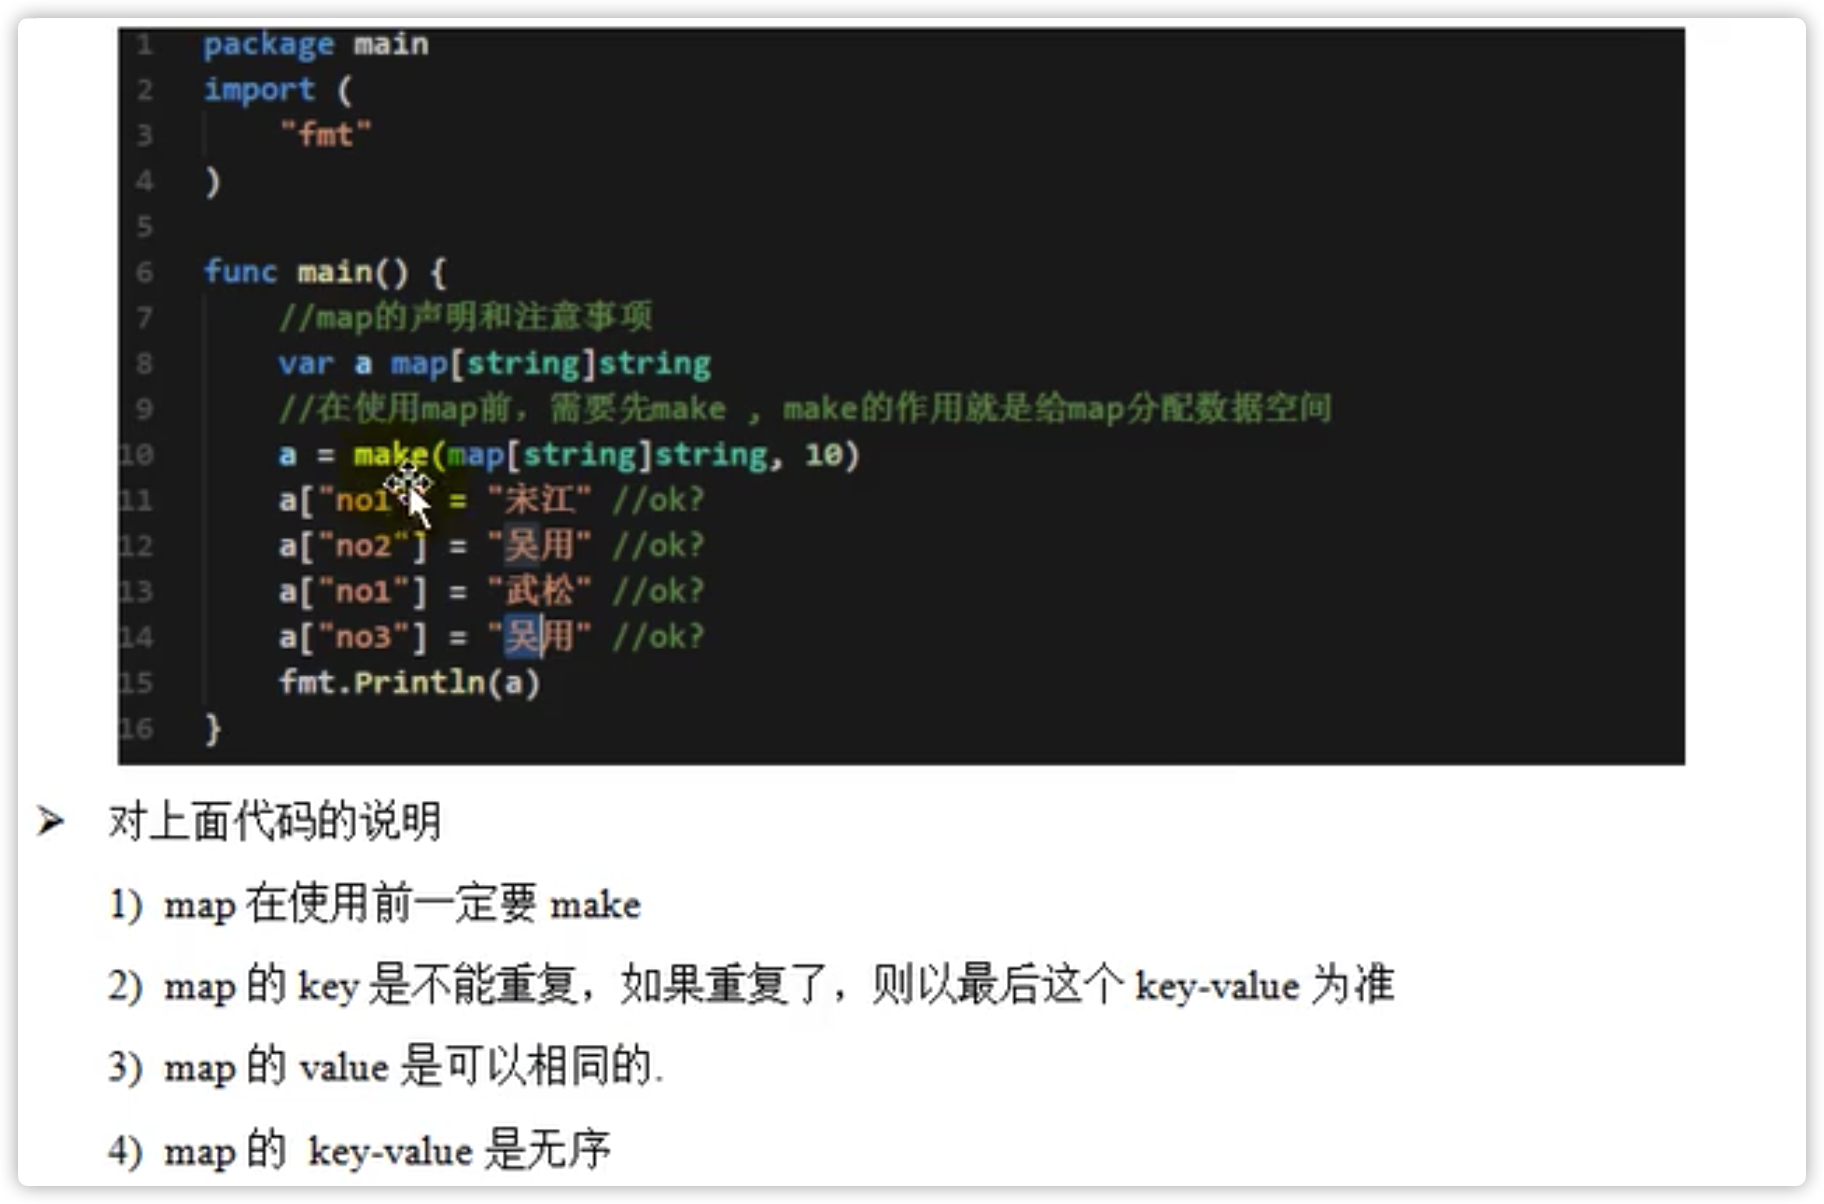 1 package main
2 import (
3 "fmt"
4 )
5
6 func main() {
7 //map的声明和注意事项
8 var a map[string]string
9 //在使用map前，需要先make , make的作用就是给map分配数据空间
10 a = make(map[string]string, 10)
11 a["no1"] = "宋江" //ok?
12 a["no2"] = "吴用" //ok?
13 a["no1"] = "武松" //ok?
14 a["no3"] = "吴用" //ok?
15 fmt.Println(a)
16 }
➢ 对上面代码的说明
1) map 在使用前一定要 make
2) map 的 key 是不能重复，如果重复了，则以最后这个 key-value 为准
3) map 的 value 是可以相同的.
4) map 的 key-value 是无序